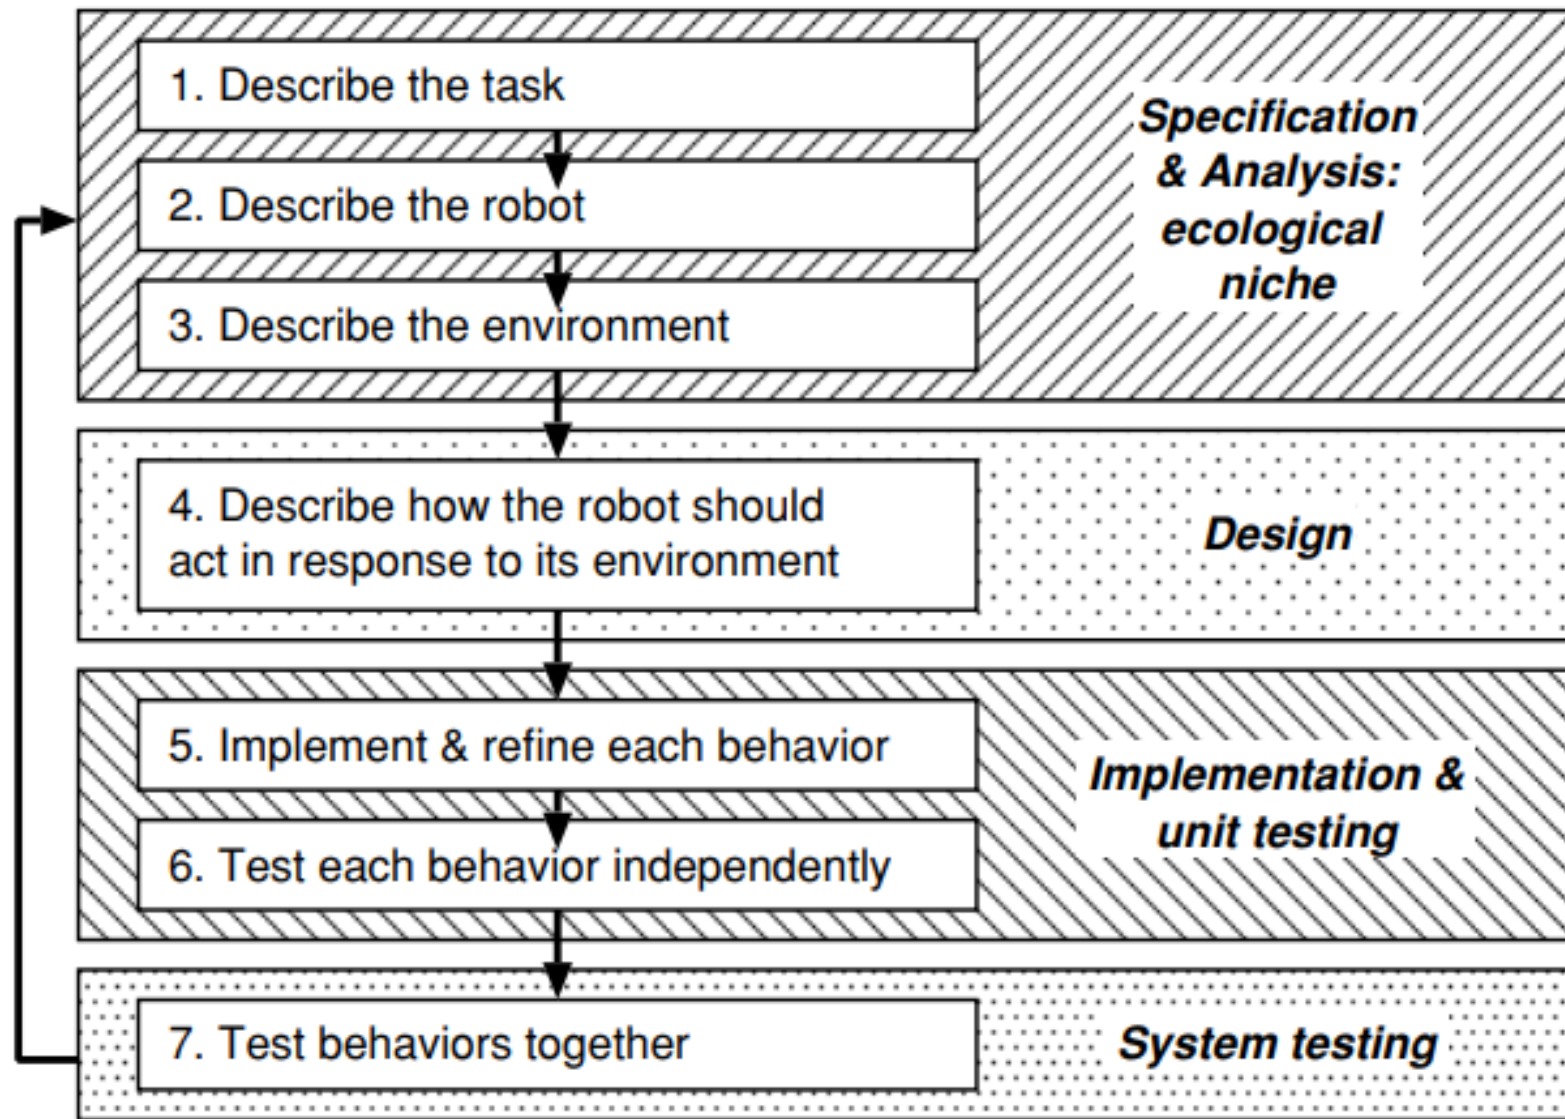 1. Describe the task
2. Describe the robot
3. Describe the environment
Specification
& Analysis:
ecological
niche
4. Describe how the robot should
act in response to its environment
Design
5. Implement & refine each behavior
6. Test each behavior independently
Implementation &
unit testing
7. Test behaviors together
System testing